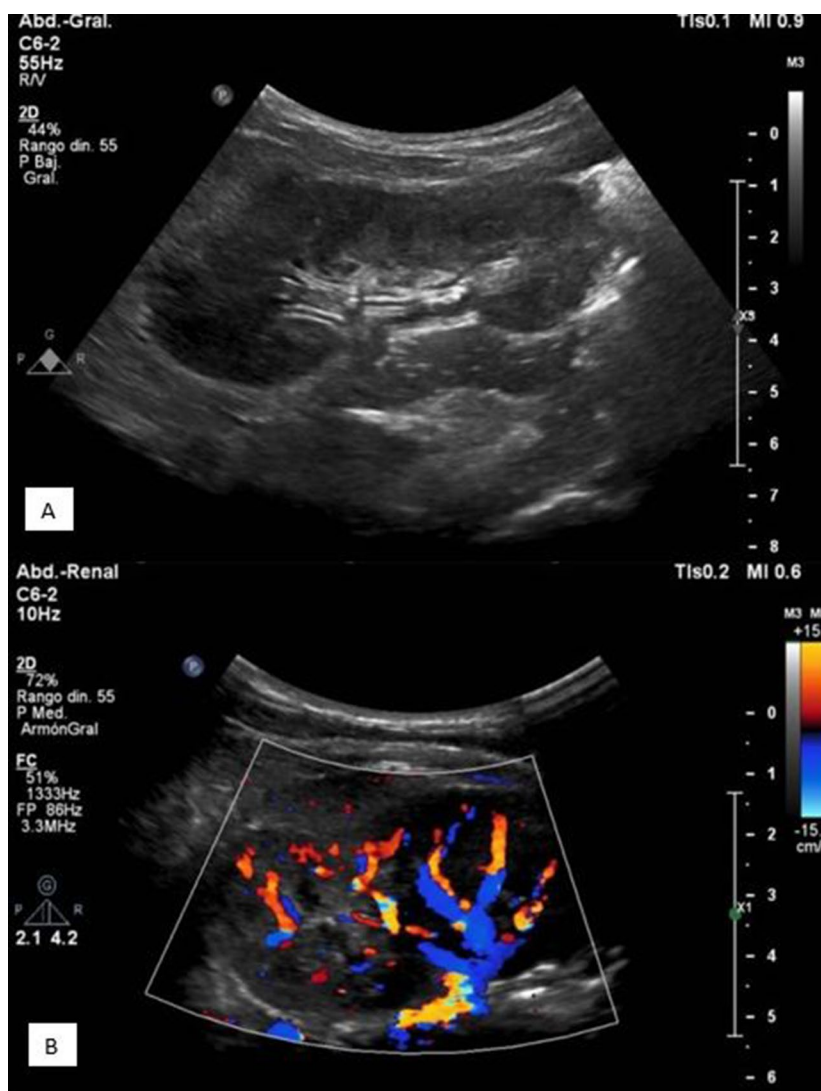 Abd.-Gral.
TIs0.1 MI 0.9
C6-2
55Hz
R/V
M3
2D
44%
Rango din. 55
P Baj.
Gral.
0
1
2
3
X3
4
5
6
7
8
G
P R
A
Abd.-Renal
TIs0.2 MI 0.6
C6-2
10Hz
M3
+15
2D
72%
Rango din. 55
P Med.
ArmónGral
FC
51%
1333Hz
FP 86Hz
3.3MHz
-15.
cm/
0
1
2
3
X1
4
5
6
G
P R
2.1 4.2
P
B